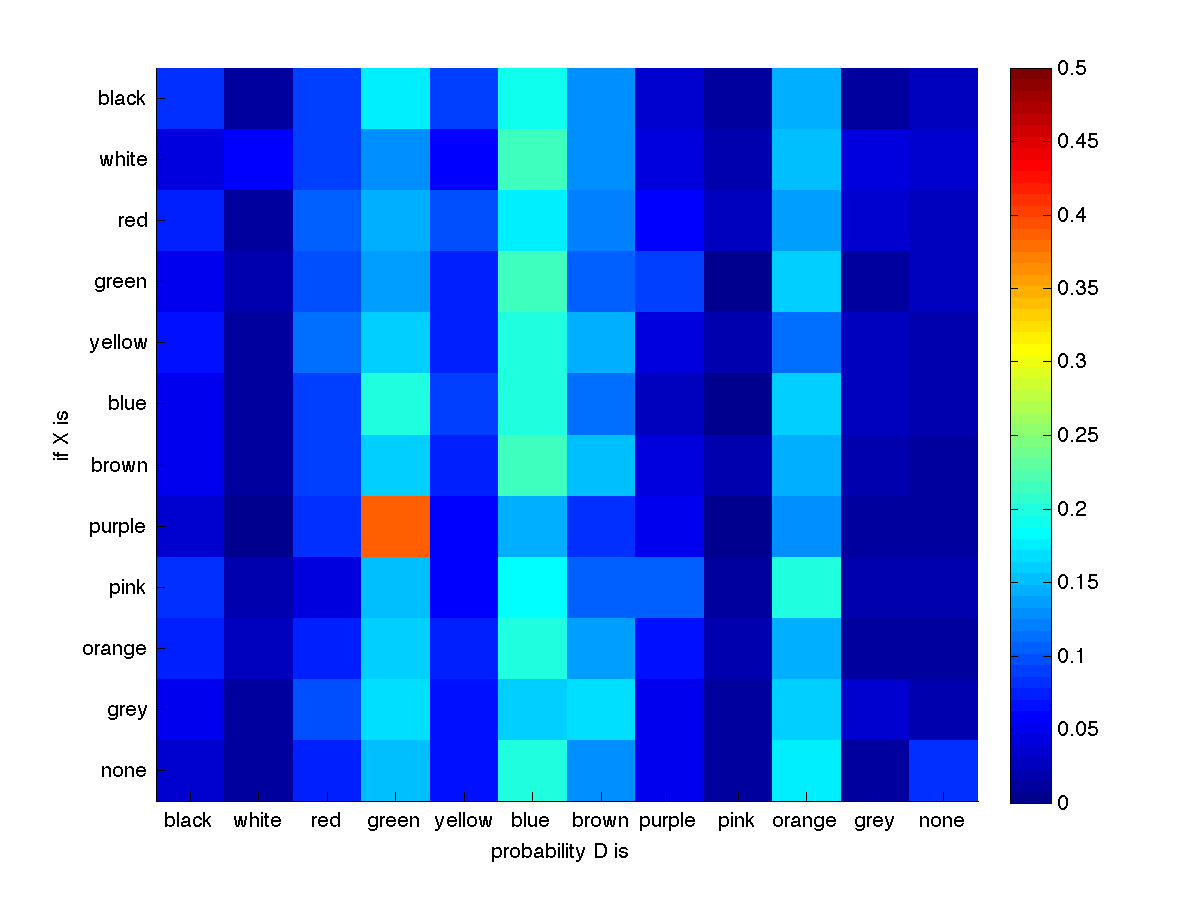 black
white
red
green
yellow
blue
brown
purple
pink
orange
grey
none
if X is
black white red green yellow blue brown purple pink orange grey none
probability D is
0.5
0.45
0.4
0.35
0.3
0.25
0.2
0.15
0.1
0.05
0